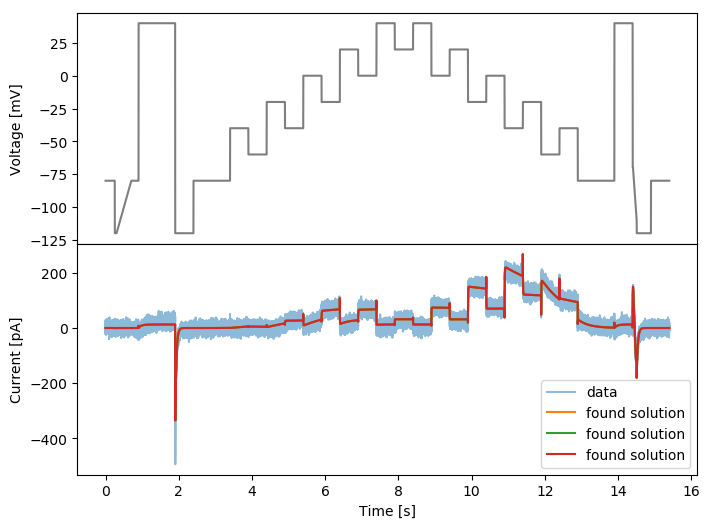 Voltage [mV]
25
0
−25
−50
−75
−100
−125
Current [pA]
200
0
−200
−400
data
found solution
found solution
found solution
0 2 4 6 8 10 12 14 16
Time [s]